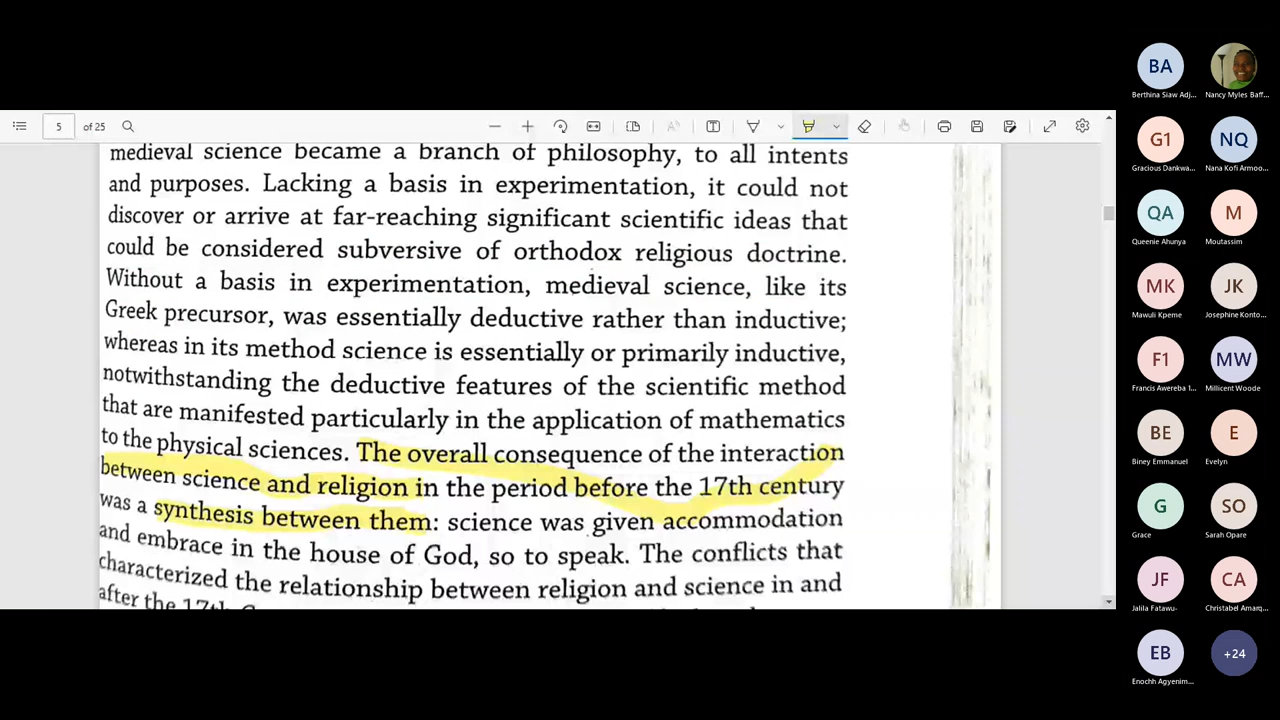 5 of 25
medieval science became a branch of philosophy, to all intents
and purposes. Lacking a basis in experimentation, it could not
discover or arrive at far-reaching significant scientific ideas that
could be considered subversive of orthodox religious doctrine.
Without a basis in experimentation, medieval science, like its
Greek precursor, was essentially deductive rather than inductive;
whereas in its method science is essentially or primarily inductive,
notwithstanding the deductive features of the scientific method
that are manifested particularly in the application of mathematics
to the physical sciences. The overall consequence of the interaction
between science and religion in the period before the 17th century
was a synthesis between them: science was given accommodation
and embrace in the house of God, so to speak. The conflicts that
characterized the relationship between religion and science in and
after the 17th
BA
Berthina Siaw Adj...
Nancy Myles Baff...
G1
Gracious Dankwa...
NQ
Nana Kofi Armoo...
QA
Queenie Ahunya
M
Moutassim
MK
Mawuli Kpeme
JK
Josephine Konto...
F1
Francis Awereba 1...
MW
Millicent Woode
BE
Biney Emmanuel
E
Evelyn
G
Grace
SO
Sarah Opare
JF
Jalila Fatawu-
CA
Christabel Amarq...
EB
Enochh Agyenim...
+24